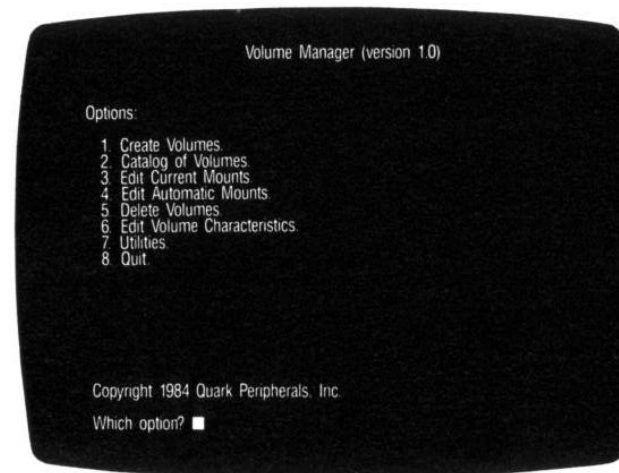 Volume Manager (version 1.0)
Options:
1. Create Volumes.
2. Catalog of Volumes.
3. Edit Current Mounts.
4. Edit Automatic Mounts.
5. Delete Volumes.
6. Edit Volume Characteristics.
7. Utilities.
8. Quit.
Copyright 1984 Quark Peripherals, Inc.
Which option?